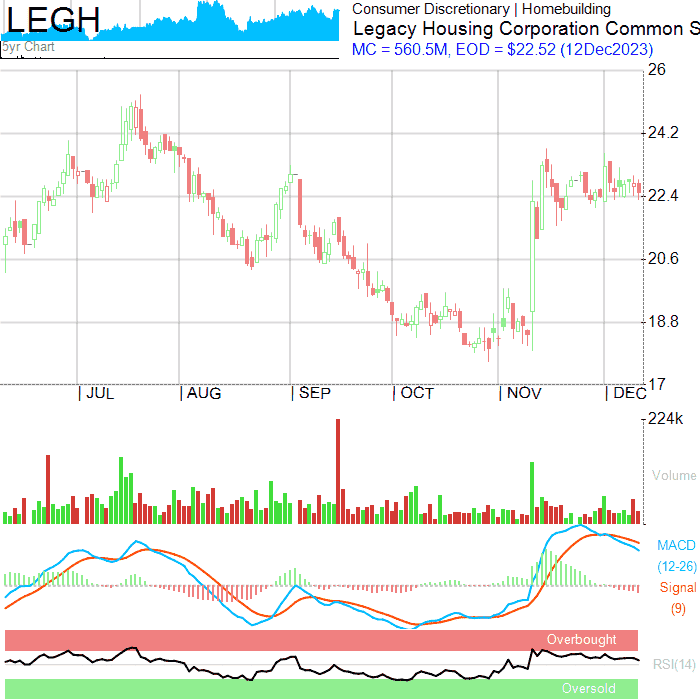 LEGH
5yr Chart
Consumer Discretionary | Homebuilding
Legacy Housing Corporation Common S
MC = 560.5M, EOD = $22.52 (12Dec2023)
26
24.2
22.4
20.6
18.8
17
JUL AUG SEP OCT NOV DEC
224k
Volume
MACD
(12-26)
Signal
(9)
Overbought
RSI(14)
Oversold